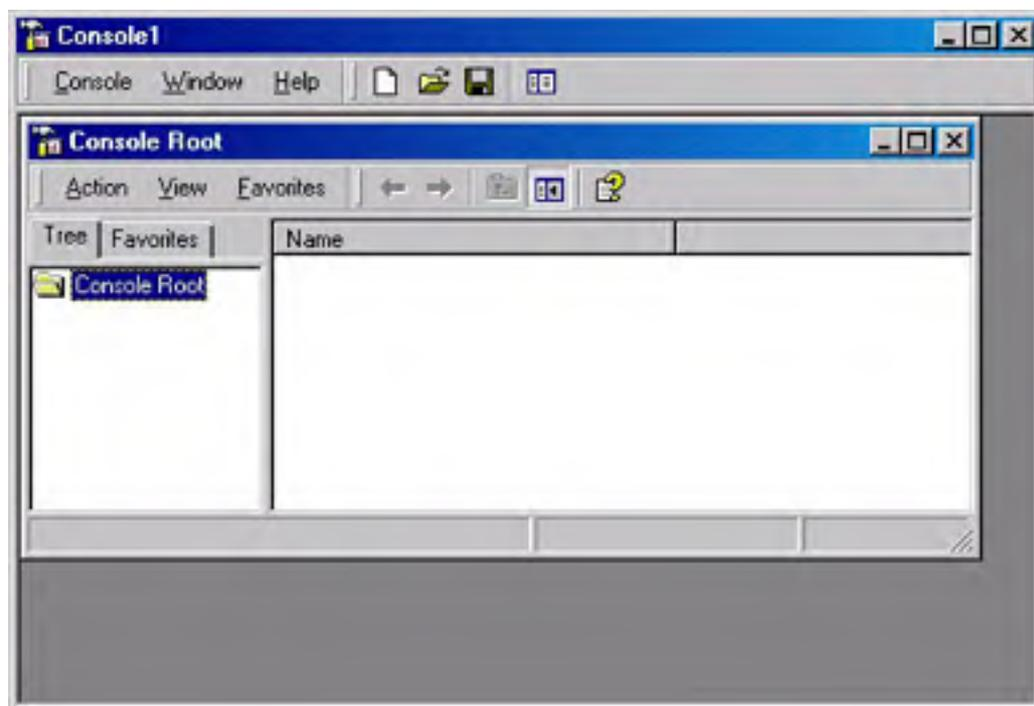 Console1
Console Window Help
Console Root
Action View Favorites
Tree Favorites Name
Console Root